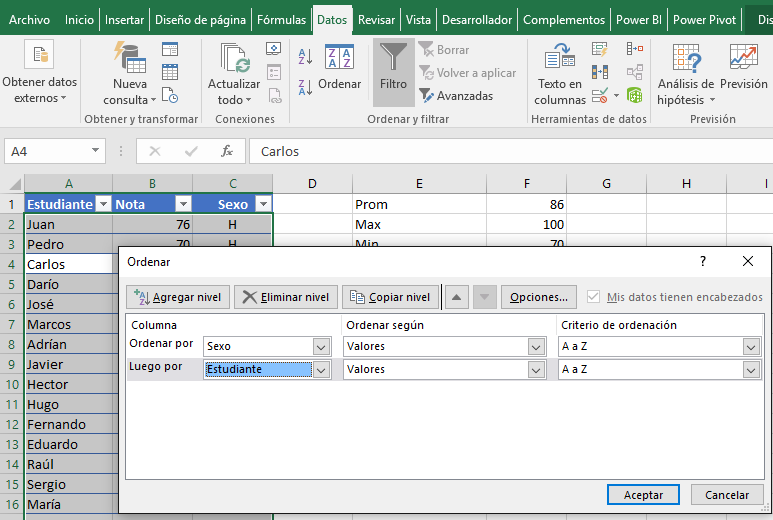 Archivo Inicio Insertar Diseño de página Fórmulas Datos Revisar Vista Desarrollador Complementos Power BI Power Pivot Dis
Obtener datos externos
Nueva consulta
Obtener y transformar
Actualizar todo
Conexiones
Ordenar
Filtro
Borrar
Volver a aplicar
Avanzadas
Ordenar y filtrar
Texto en columnas
Herramientas de datos
Análisis de hipótesis
Previsión
Previsión
A4 fx Carlos
A B C D E F G H I
1 Estudiante Nota Sexo Prom 86
2 Juan 76 H Max 100
3 Pedro 70 H Min 70
4 Carlos
5 Darío
6 José
7 Marcos
8 Adrían
9 Javier
10 Hector
11 Hugo
12 Fernando
13 Eduardo
14 Raúl
15 Sergio
16 María
Ordenar ?
Agregar nivel Eliminar nivel Copiar nivel Opciones... Mis datos tienen encabezados
Columna Ordenar según Criterio de ordenación
Ordenar por Sexo Valores A a Z
Luego por Estudiante Valores A a Z
Aceptar Cancelar